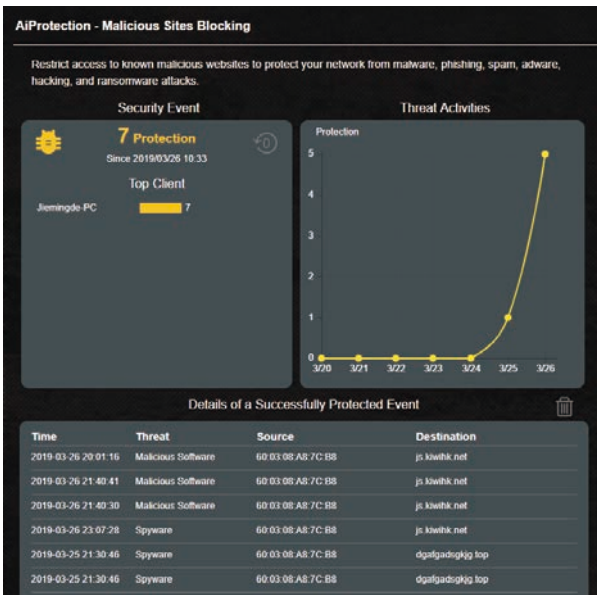 AiProtection - Malicious Sites Blocking
Restrict access to known malicious websites to protect your network from malware, phishing, spam, adware,
hacking, and ransomware attacks.
Security Event
Threat Activities
7 Protection
0
Since 2019/03/26 10:33
Top Client
Jiemingde-PC 7
Protection
5
4
3
2
1
0
3/20 3/21 3/22 3/23 3/24 3/25 3/26
Details of a Successfully Protected Event
Time Threat Source Destination
2019-03-26 20:01:16 Malicious Software 60:03:08:A8:7C:B8 js.kiwihk.net
2019-03-26 21:40:41 Malicious Software 60:03:08:A8:7C:B8 js.kiwihk.net
2019-03-26 21:40:30 Malicious Software 60:03:08:A8:7C:B8 js.kiwihk.net
2019-03-26 23:07:28 Spyware 60:03:08:A8:7C:B8 js.kiwihk.net
2019-03-25 21:30:46 Spyware 60:03:08:A8:7C:B8 dgafgadsgkjg.top
2019-03-25 21:30:46 Spyware 60:03:08:A8:7C:B8 dgafgadsgkjg.top